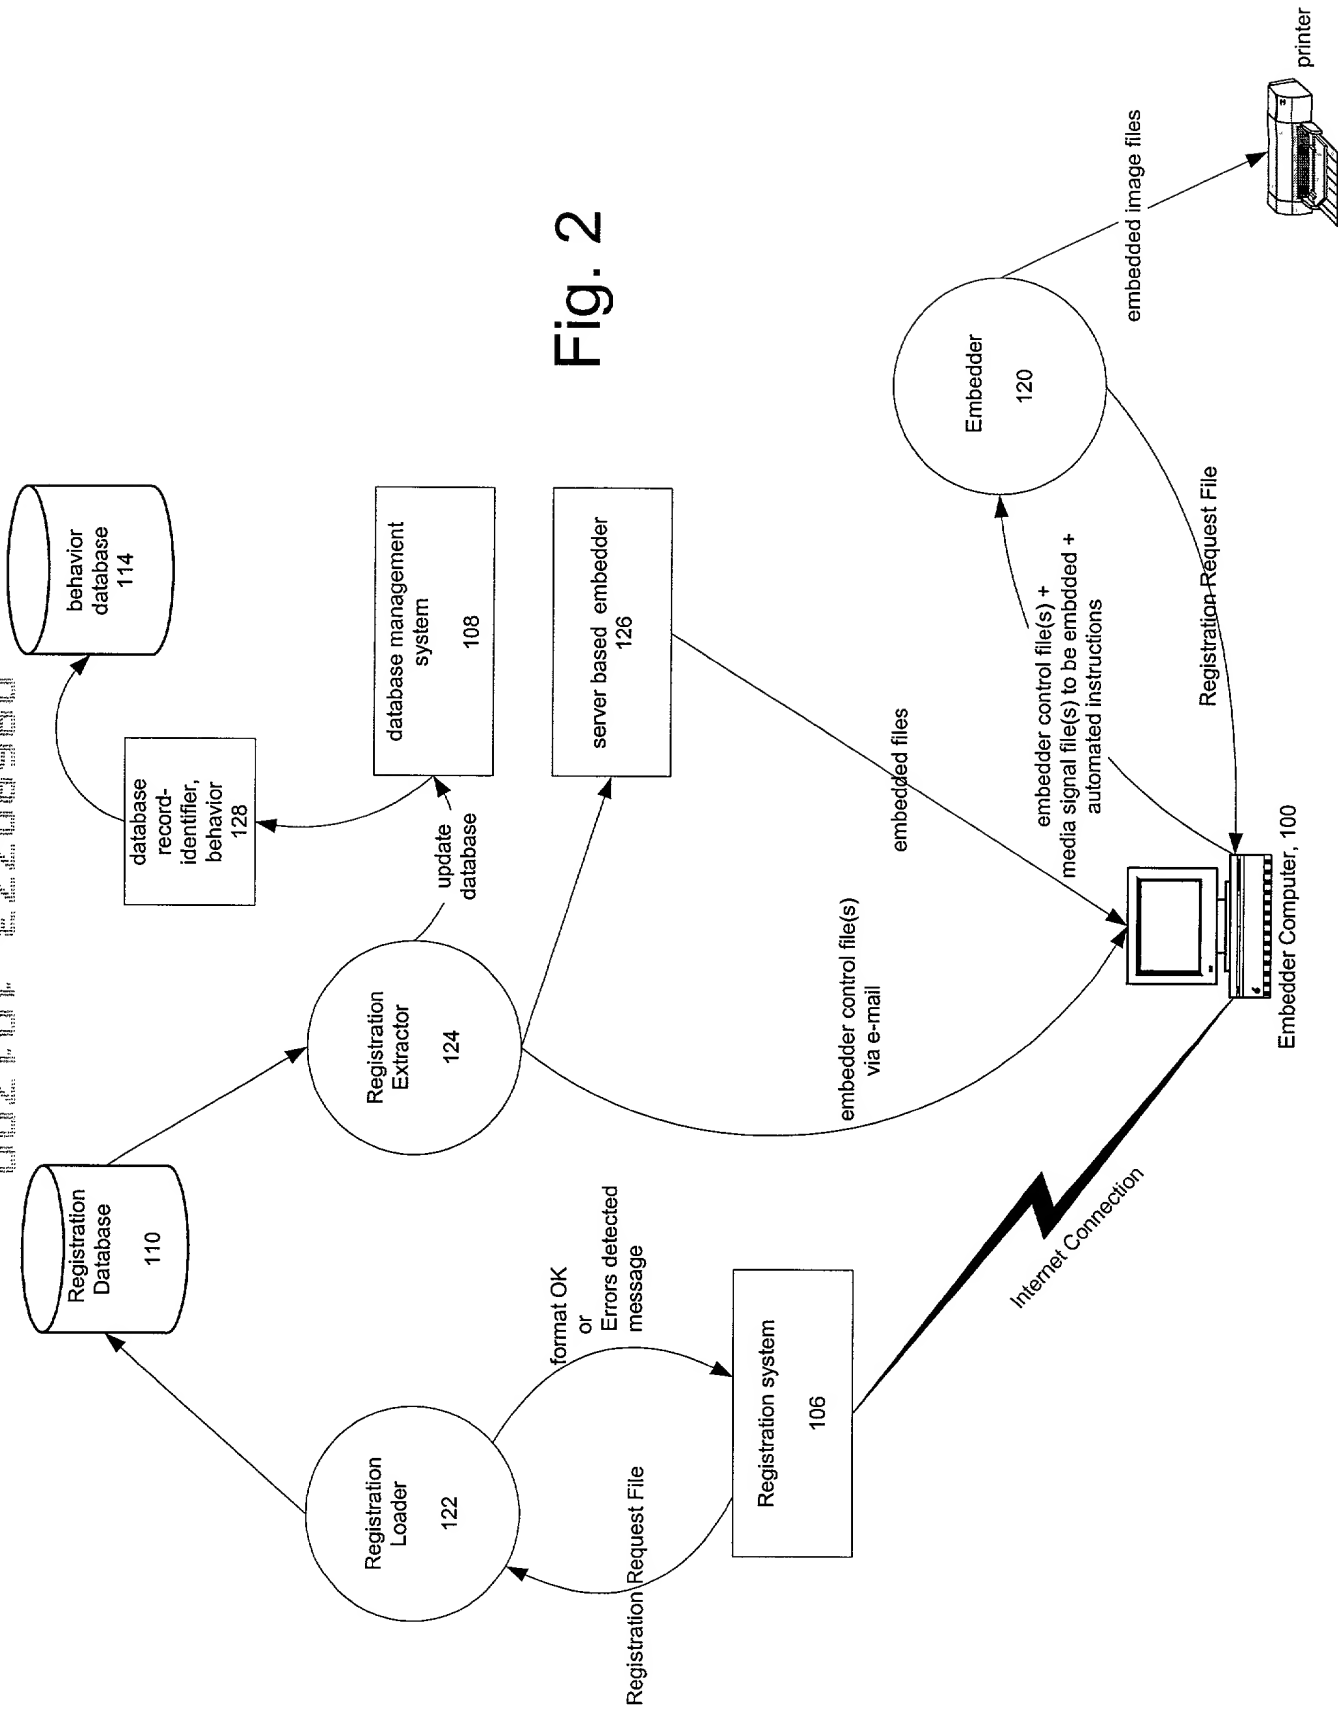 Registration
Database
110
behavior
database
114
database
record-
identifier,
behavior
128
Registration
Loader
122
Registration
Extractor
124
update
database
database management
system
108
Fig. 2
format OK
or
Errors detected
message
Registration Request File
server based embedder
126
Registration system
106
embedder control file(s)
via e-mail
embedded files
Embedder
120
embedder control file(s) +
media signal file(s) to be embdded +
automated instructions
embedded image files
Registration Request File
Internet Connection
Embedder Computer, 100
printer